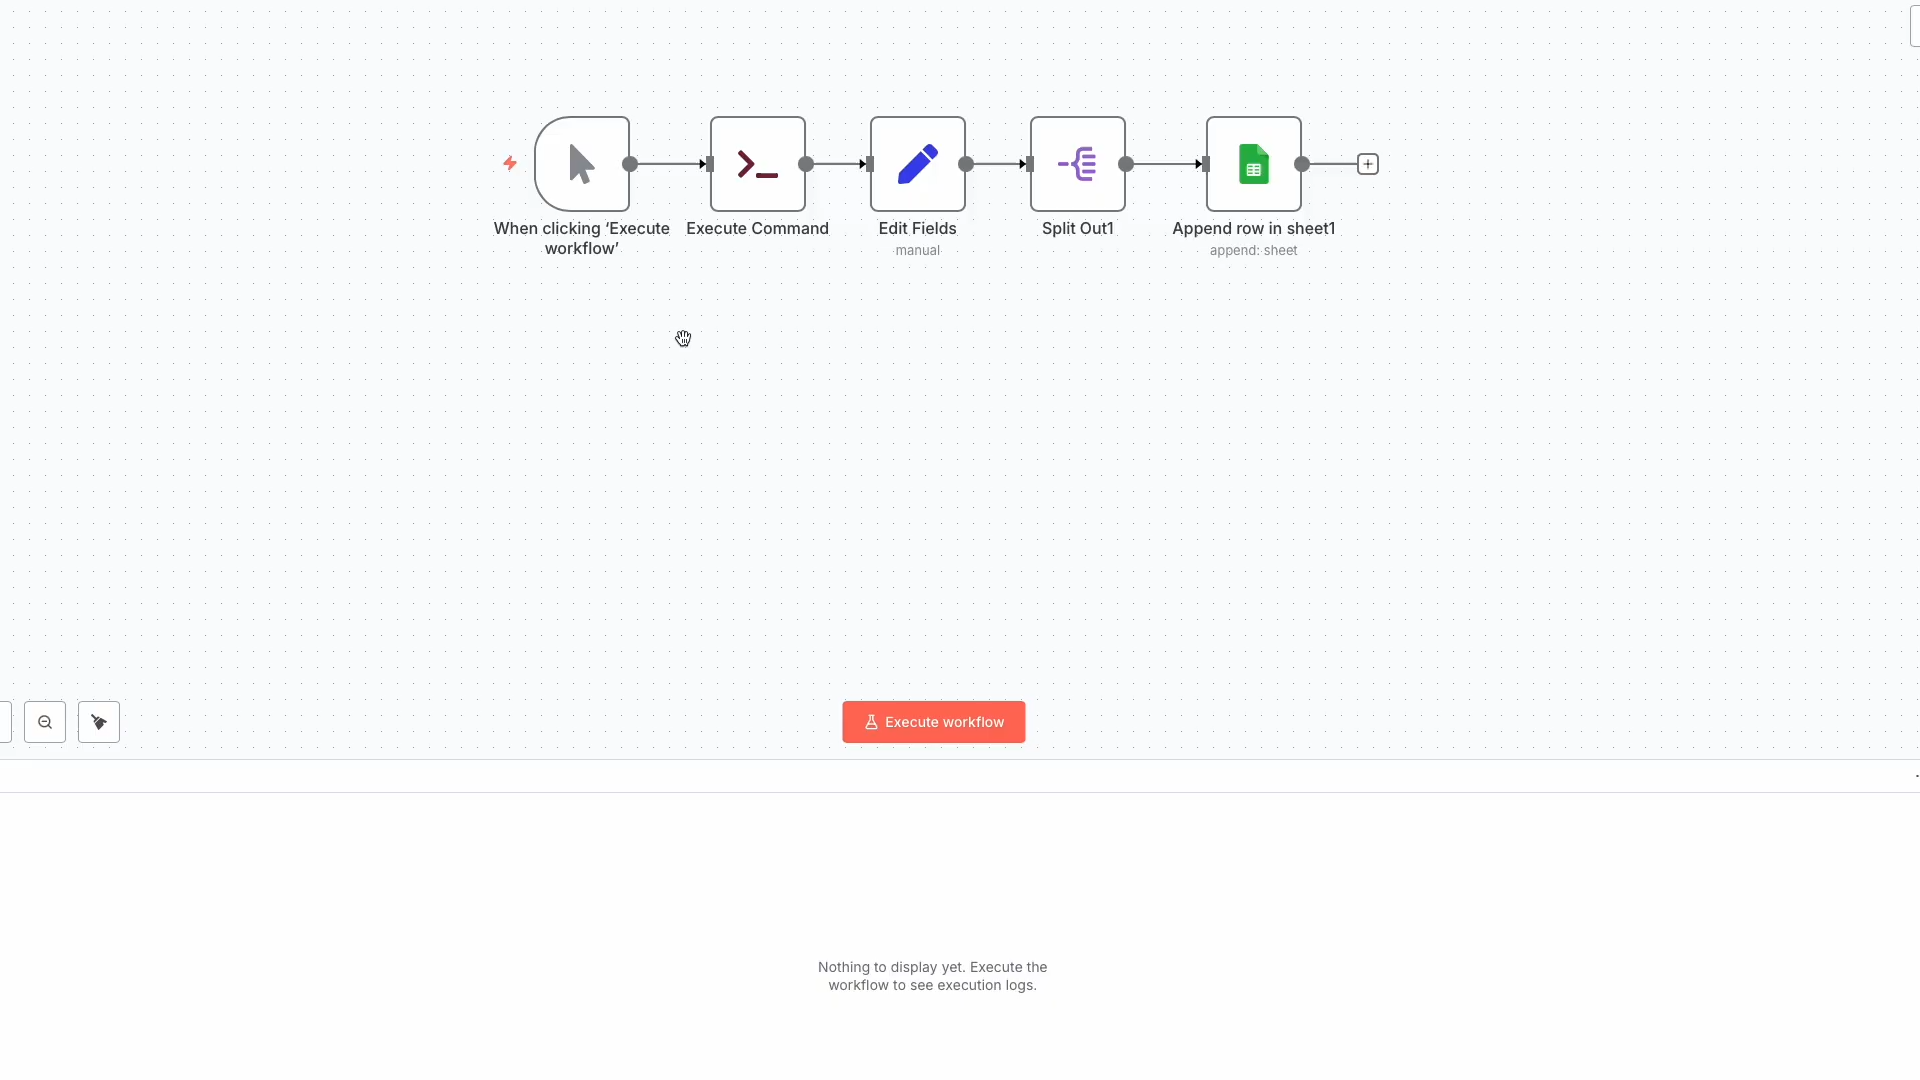 When clicking ‘Execute
workflow’
Execute Command
Edit Fields
manual
Split Out1
Append row in sheet1
append: sheet
Execute workflow
Nothing to display yet. Execute the
workflow to see execution logs.